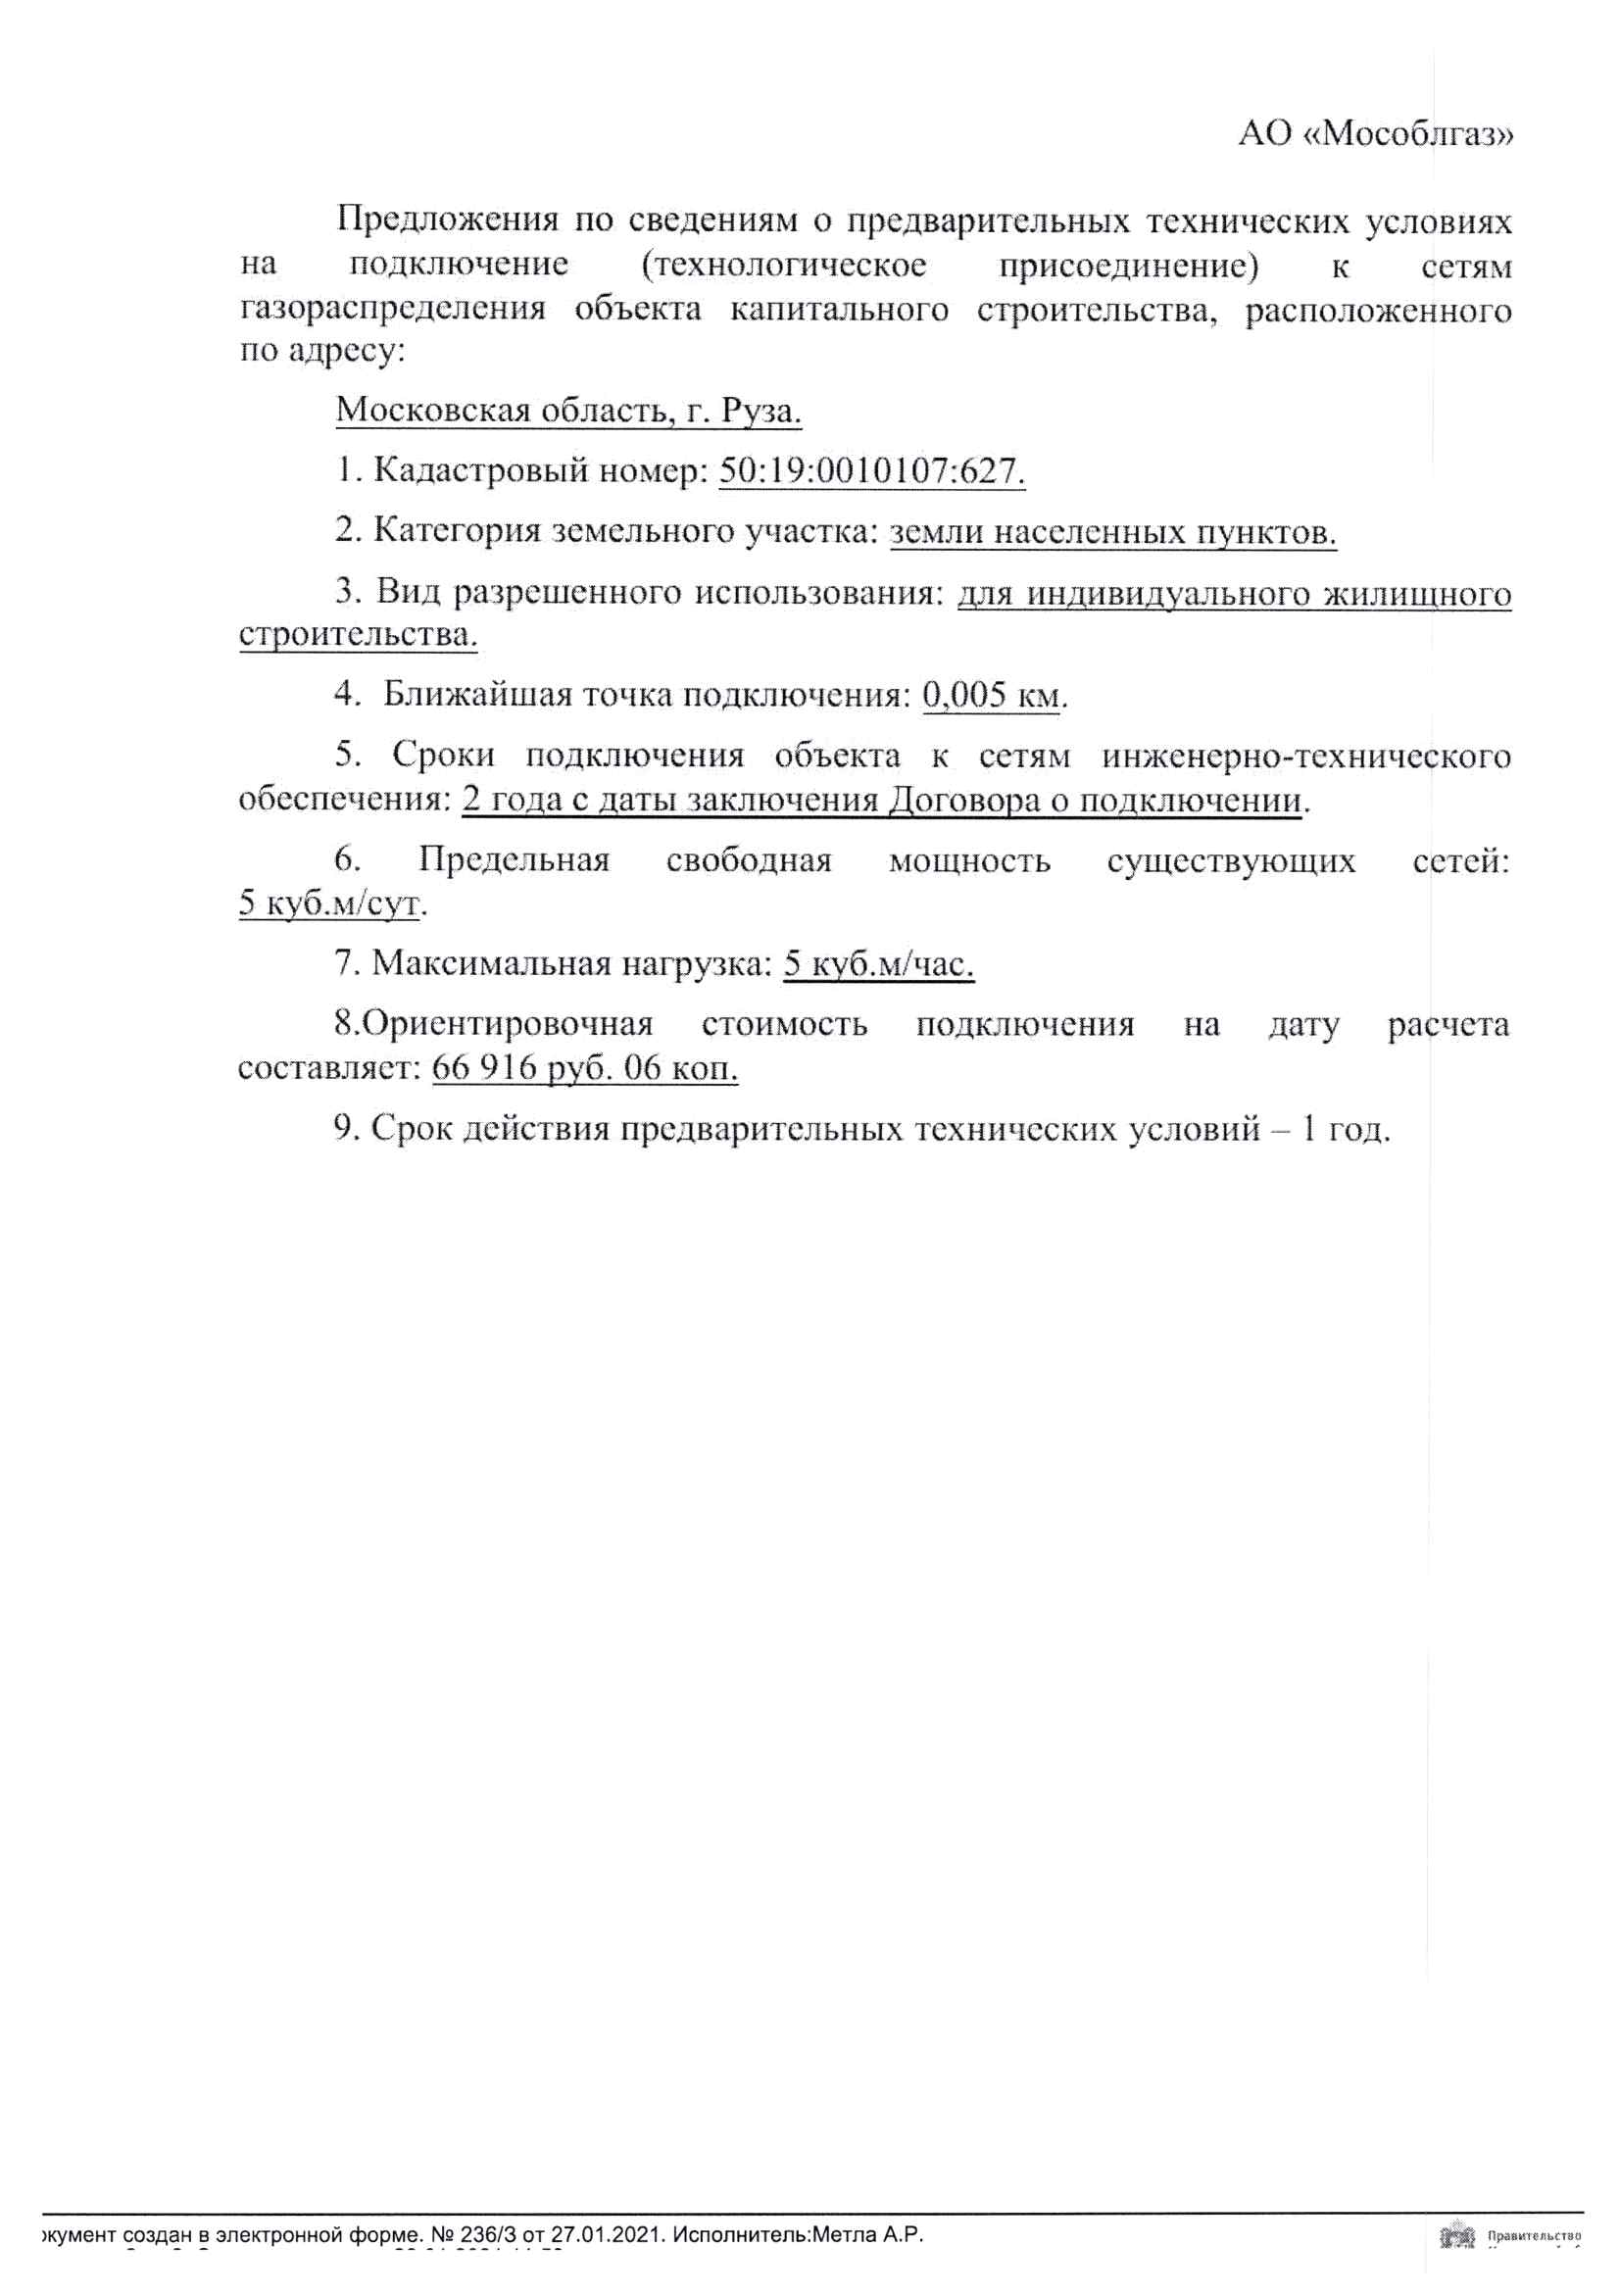 АО «Мособлгаз»
Предложения по сведениям о предварительных технических условиях
на подключение (технологическое присоединение) к сетям
газораспределения объекта капитального строительства, расположенного
по адресу:
Московская область, г. Руза.
1. Кадастровый номер: 50:19:0010107:627.
2. Категория земельного участка: земли населенных пунктов.
3. Вид разрешенного использования: для индивидуального жилищного
строительства.
4. Ближайшая точка подключения: 0,005 км.
5. Сроки подключения объекта к сетям инженерно-технического
обеспечения: 2 года с даты заключения Договора о подключении.
6. Предельная свободная мощность существующих сетей:
5 куб.м/сут.
7. Максимальная нагрузка: 5 куб.м/час.
8.Ориентировочная стоимость подключения на дату расчета
составляет: 66 916 руб. 06 коп.
9. Срок действия предварительных технических условий – 1 год.
окумент создан в электронной форме. № 236/3 от 27.01.2021. Исполнитель:Метла А.Р.
Правительство